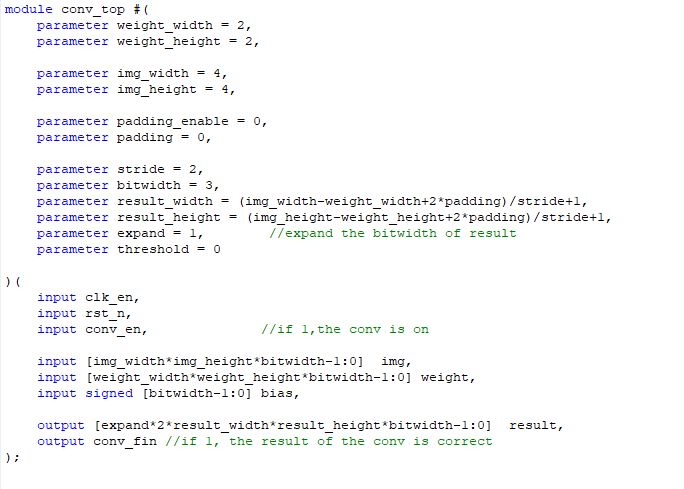 module conv_top #(
    parameter weight_width = 2,
    parameter weight_height = 2,

    parameter img_width = 4,
    parameter img_height = 4,

    parameter padding_enable = 0,
    parameter padding = 0,

    parameter stride = 2,
    parameter bitwidth = 3,
    parameter result_width = (img_width-weight_width+2*padding)/stride+1,
    parameter result_height = (img_height-weight_height+2*padding)/stride+1,
    parameter expand = 1,        //expand the bitwidth of result
    parameter threshold = 0

)(
    input clk_en,
    input rst_n,
    input conv_en,              //if 1,the conv is on

    input [img_width*img_height*bitwidth-1:0]  img,
    input [weight_width*weight_height*bitwidth-1:0] weight,
    input signed [bitwidth-1:0] bias,

    output [expand*2*result_width*result_height*bitwidth-1:0]  result,
    output conv_fin //if 1, the result of the conv is correct
);